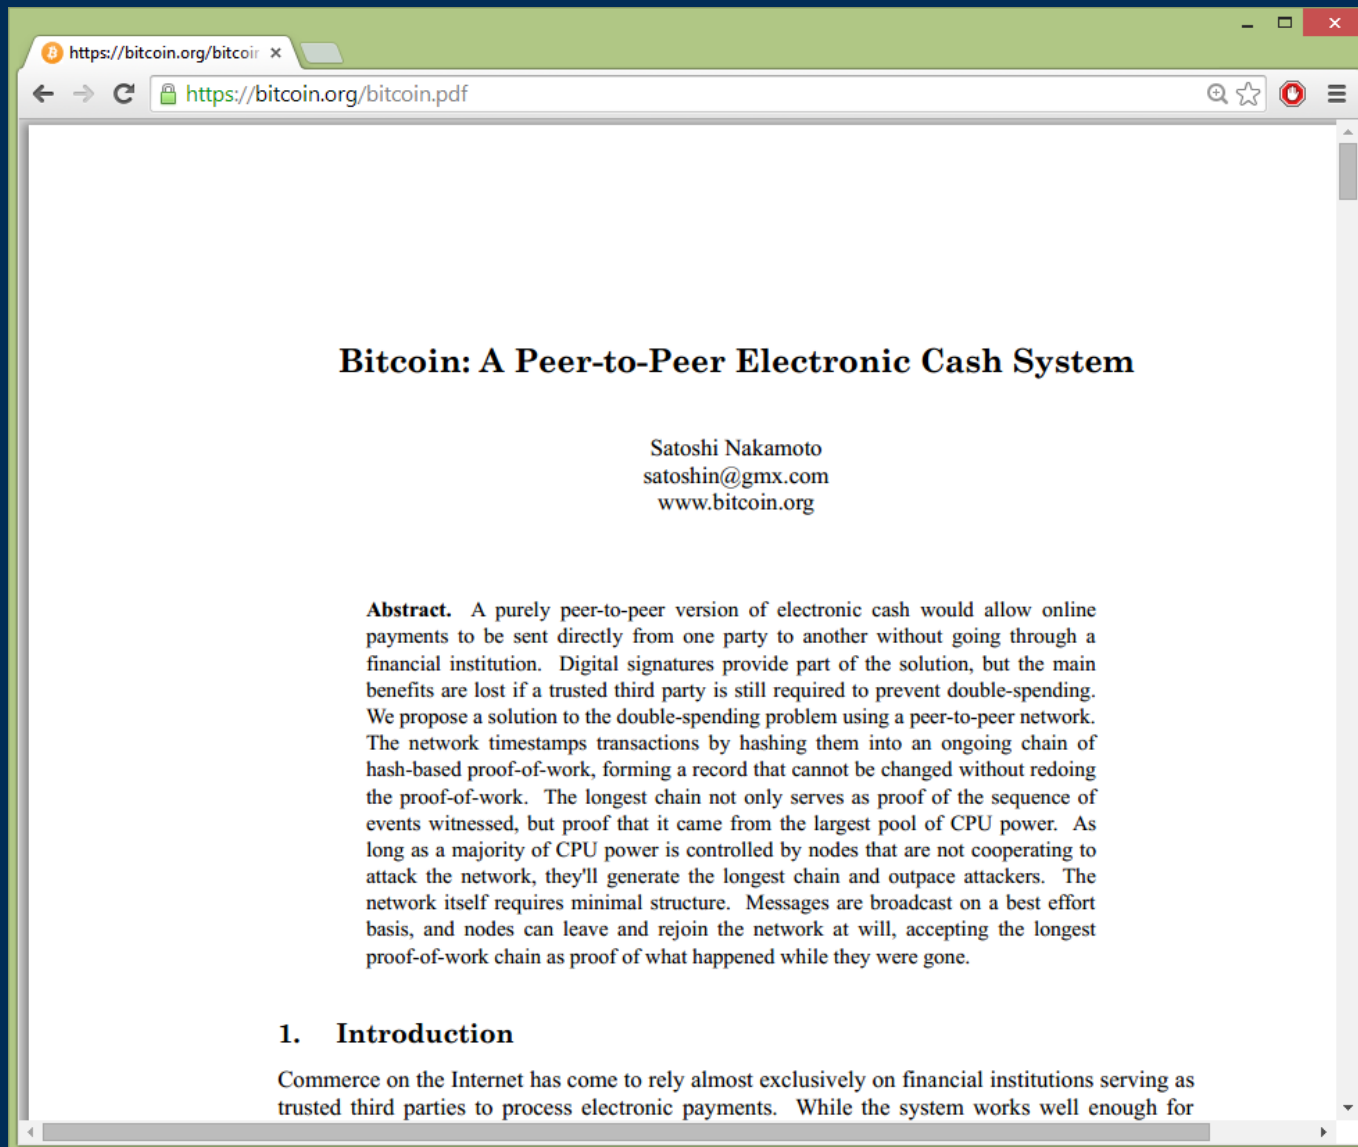 https://bitcoin.org/bitcoin
https://bitcoin.org/bitcoin.pdf
Bitcoin: A Peer-to-Peer Electronic Cash System
Satoshi Nakamoto
satoshin@gmx.com
www.bitcoin.org
Abstract. A purely peer-to-peer version of electronic cash would allow online
payments to be sent directly from one party to another without going through a
financial institution. Digital signatures provide part of the solution, but the main
benefits are lost if a trusted third party is still required to prevent double-spending.
We propose a solution to the double-spending problem using a peer-to-peer network.
The network timestamps transactions by hashing them into an ongoing chain of
hash-based proof-of-work, forming a record that cannot be changed without redoing
the proof-of-work. The longest chain not only serves as proof of the sequence of
events witnessed, but proof that it came from the largest pool of CPU power. As
long as a majority of CPU power is controlled by nodes that are not cooperating to
attack the network, they'll generate the longest chain and outpace attackers. The
network itself requires minimal structure. Messages are broadcast on a best effort
basis, and nodes can leave and rejoin the network at will, accepting the longest
proof-of-work chain as proof of what happened while they were gone.
1. Introduction
Commerce on the Internet has come to rely almost exclusively on financial institutions serving as
trusted third parties to process electronic payments. While the system works well enough for